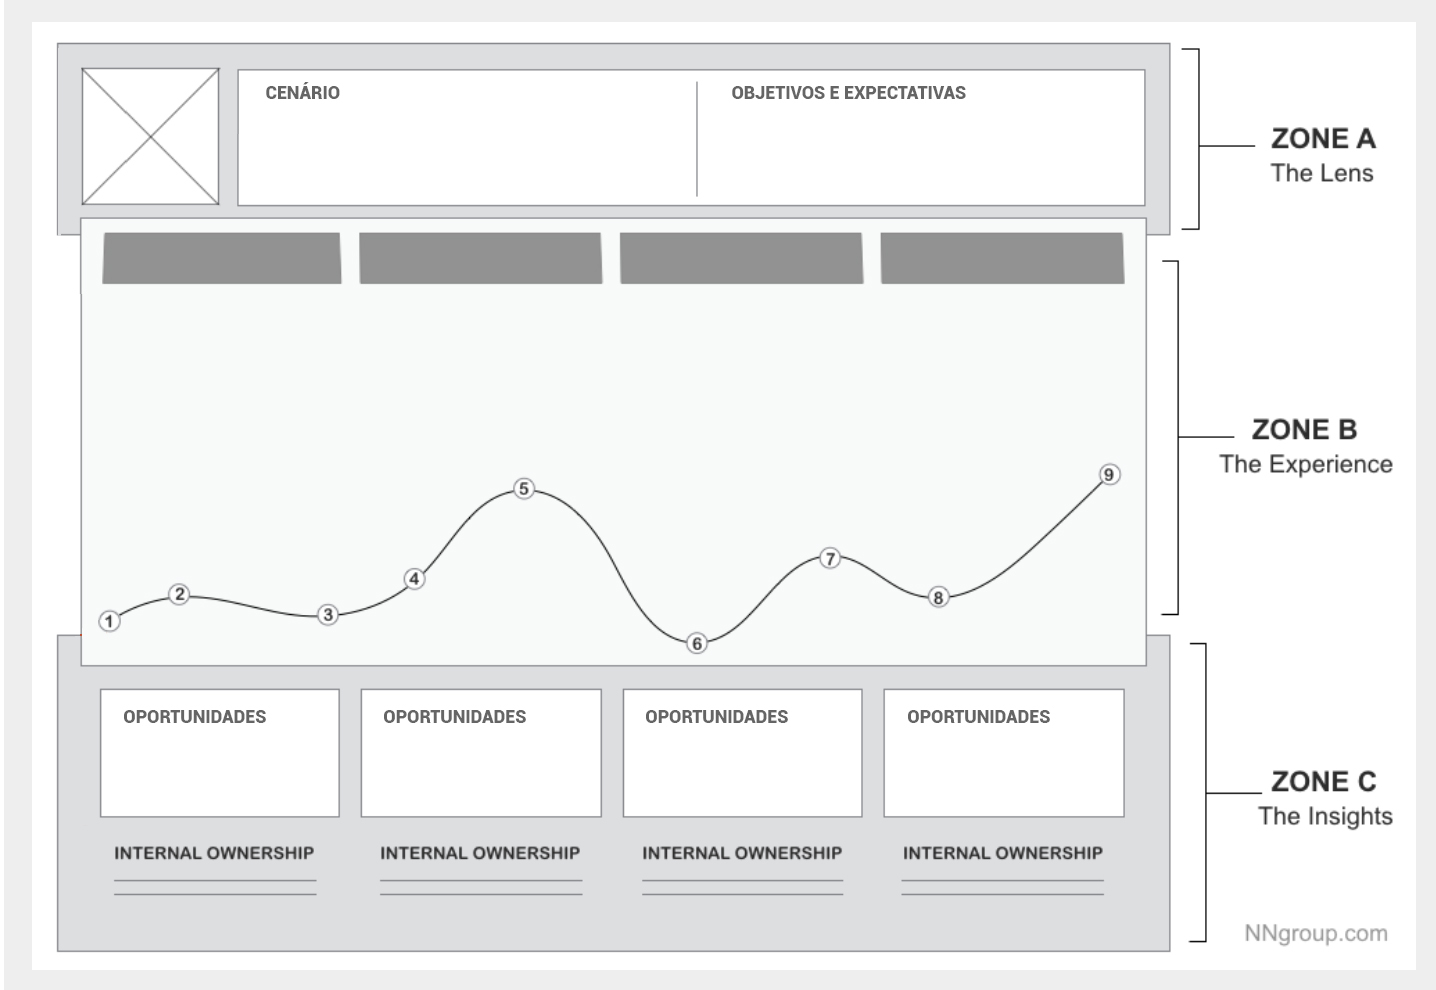 CENÁRIO
OBJETIVOS E EXPECTATIVAS
ZONE A
The Lens
ZONE B
The Experience
1
2
3
4
5
6
7
8
9
OPORTUNIDADES
OPORTUNIDADES
OPORTUNIDADES
OPORTUNIDADES
INTERNAL OWNERSHIP
INTERNAL OWNERSHIP
INTERNAL OWNERSHIP
INTERNAL OWNERSHIP
ZONE C
The Insights
NNgroup.com